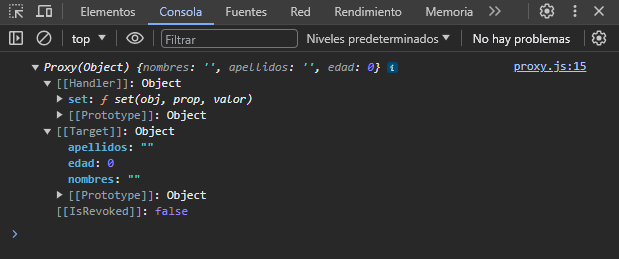 Elementos Consola Fuentes Red Rendimiento Memoria
top Filtrar Niveles predeterminados No hay problemas
Proxy(Object) {nombres: '', apellidos: '', edad: 0} i proxy.js:15
[[Handler]]: Object
set: ƒ set(obj, prop, valor)
[[Prototype]]: Object
[[Target]]: Object
apellidos: ""
edad: 0
nombres: ""
[[Prototype]]: Object
[[IsRevoked]]: false